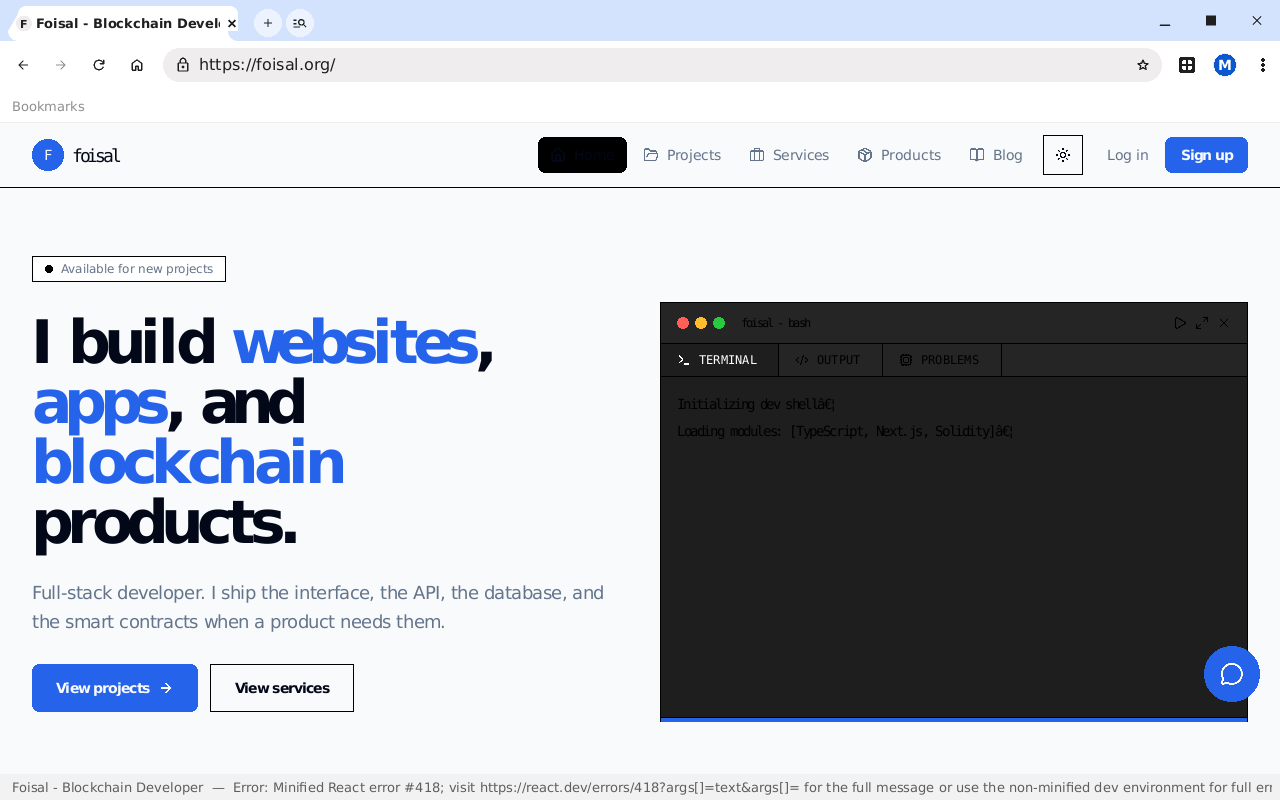 F Foisal - Blockchain Develo
https://foisal.org/
M
Bookmarks
F foisal
Home
Projects
Services
Products
Blog
Log in
Sign up
Available for new projects
I build websites,
apps, and
blockchain
products.
Full-stack developer. I ship the interface, the API, the database, and
the smart contracts when a product needs them.
View projects
View services
foisal - bash
TERMINAL
OUTPUT
PROBLEMS
Initializing dev shellâ€¦
Loading modules: [TypeScript, Next.js, Solidity]â€¦
Foisal - Blockchain Developer — Error: Minified React error #418; visit https://react.dev/errors/418?args[]=text&args[]= for the full message or use the non-minified dev environment for full err